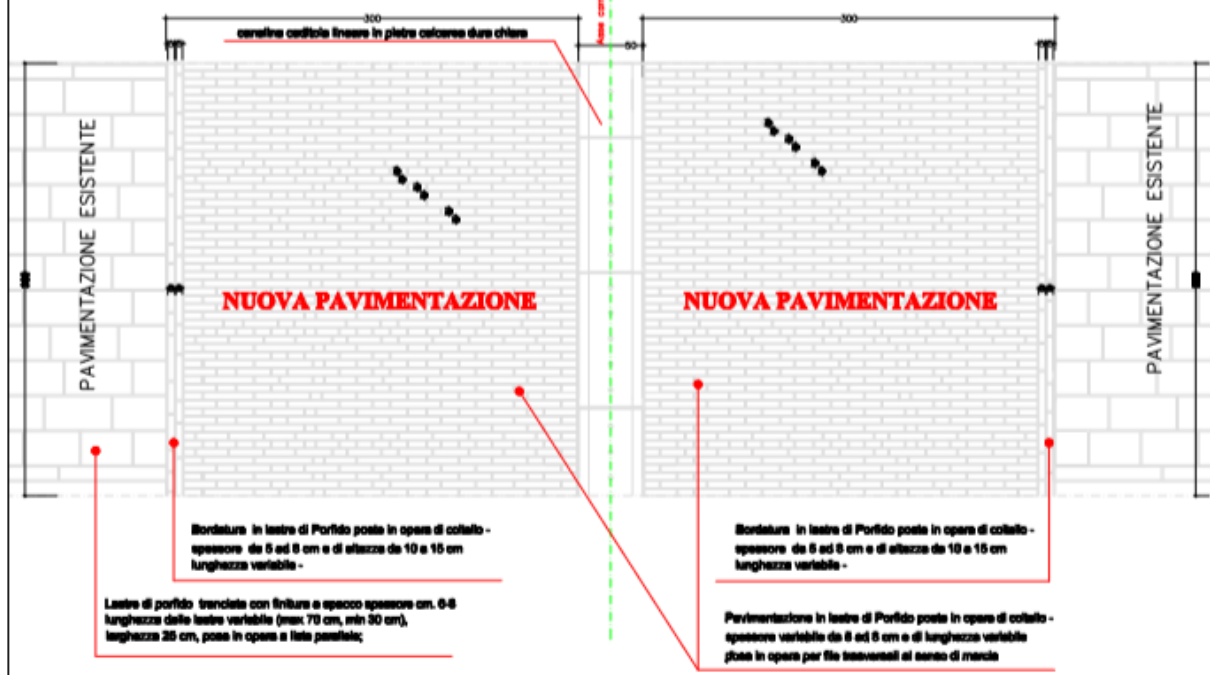 300
300
canalina caditoia lineare in pietra calcarea dura chiara
50
PAVIMENTAZIONE ESISTENTE
NUOVA PAVIMENTAZIONE
NUOVA PAVIMENTAZIONE
PAVIMENTAZIONE ESISTENTE
Bordatura in lastre di Porfido poste in opera di coltello -
spessore da 5 ad 8 cm e di altezza da 10 a 15 cm
lunghezza variabile -
Bordatura in lastre di Porfido poste in opera di coltello -
spessore da 5 ad 8 cm e di altezza da 10 a 15 cm
lunghezza variabile -
Lastre di porfido tranciate con finitura a spacco spessore cm. 6-8
lunghezza delle lastre variabile (max 70 cm, min 30 cm),
larghezza 25 cm, posa in opera a lista parallela;
Pavimentazione in lastre di Porfido poste in opera di coltello -
spessore variabile da 5 ad 8 cm e di lunghezza variabile
posa in opera per file trasversali al senso di marcia